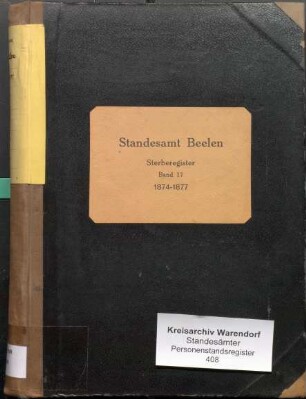 Standesamt Beelen
Sterberegister
Band 11
1874-1877
Kreisarchiv Warendorf
Standesämter
Personenstandsregister
408